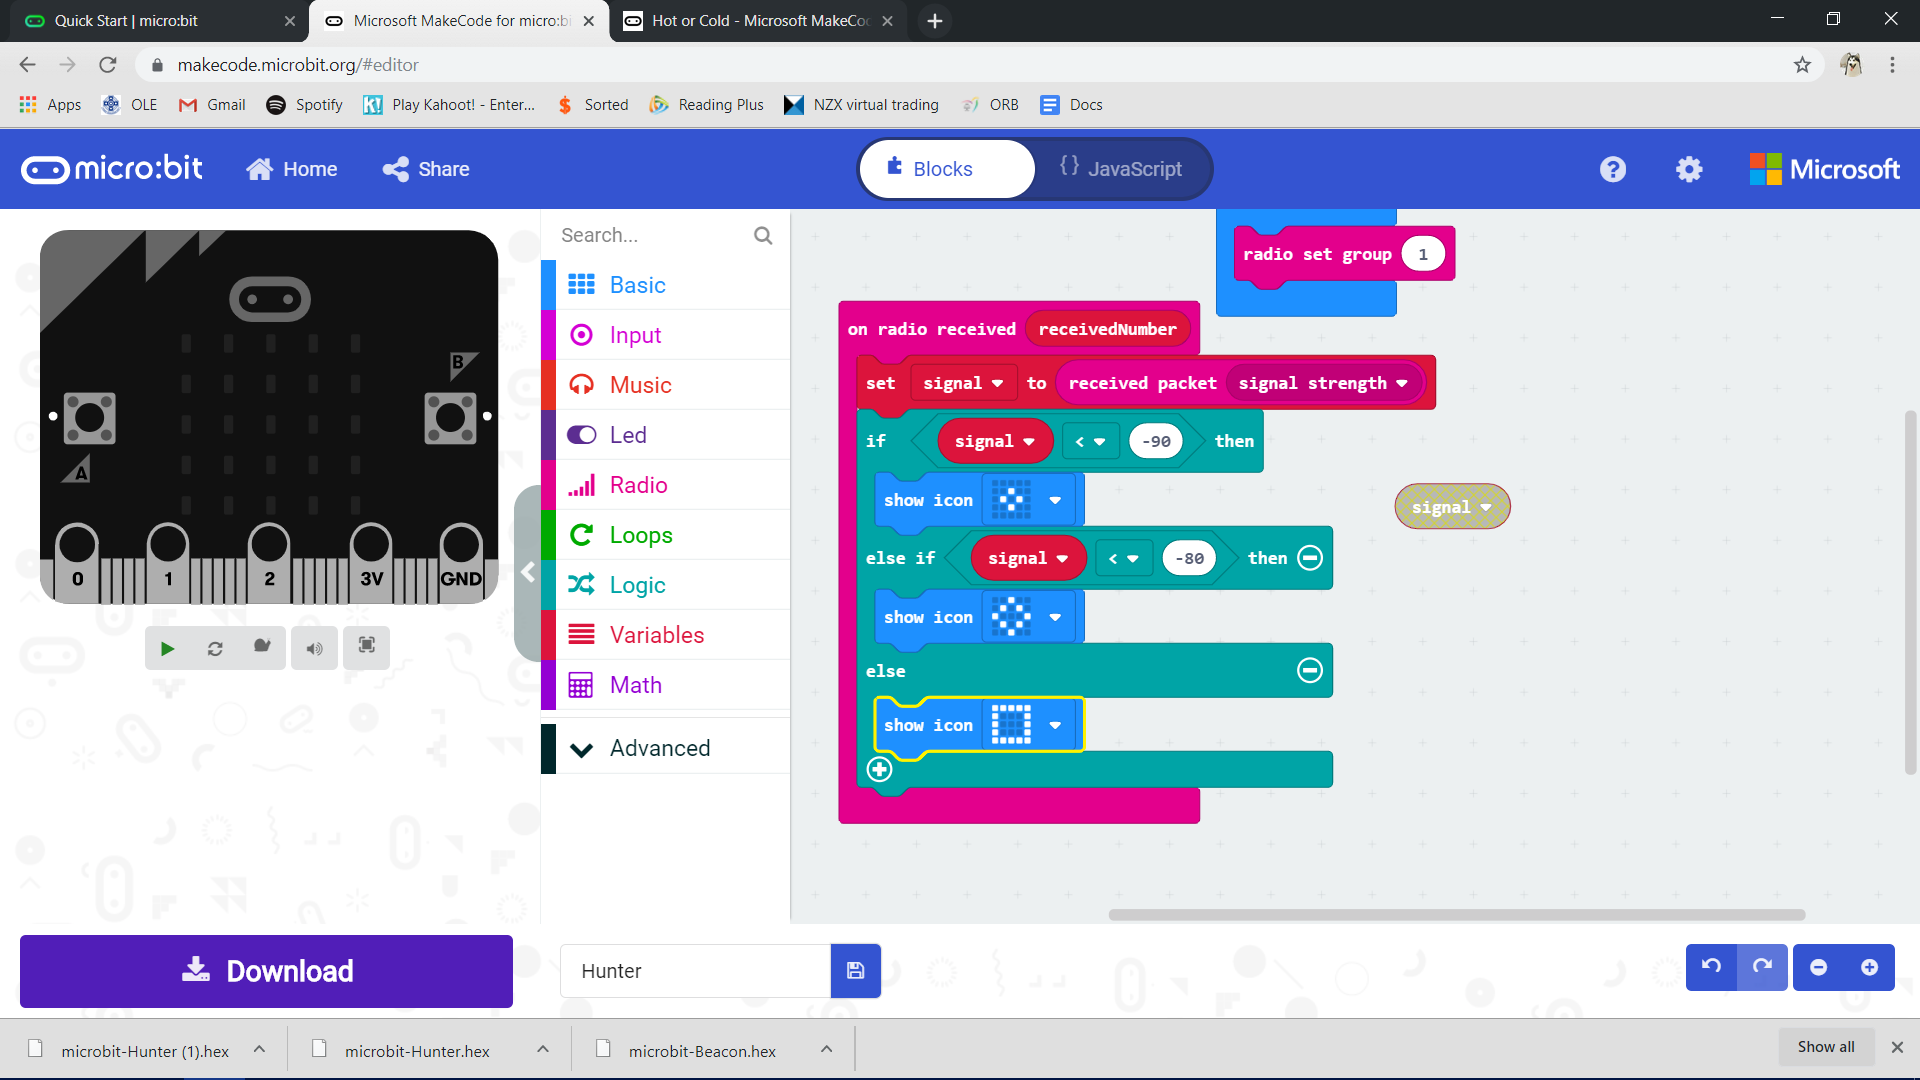 Quick Start | micro:bit
Microsoft MakeCode for micro:bi
Hot or Cold - Microsoft MakeCod
makecode.microbit.org/#editor
Apps OLE Gmail Spotify Play Kahoot! - Enter... Sorted Reading Plus NZX virtual trading ORB Docs
micro:bit Home Share Blocks {} JavaScript Microsoft
Search...
Basic
Input
Music
Led
Radio
Loops
Logic
Variables
Math
Advanced
B
A
0 1 2 3V GND
radio set group 1
on radio received receivedNumber
set signal to received packet signal strength
if signal < -90 then
show icon
signal
else if signal < -80 then
show icon
else
show icon
Download
Hunter
microbit-Hunter (1).hex
microbit-Hunter.hex
microbit-Beacon.hex
Show all